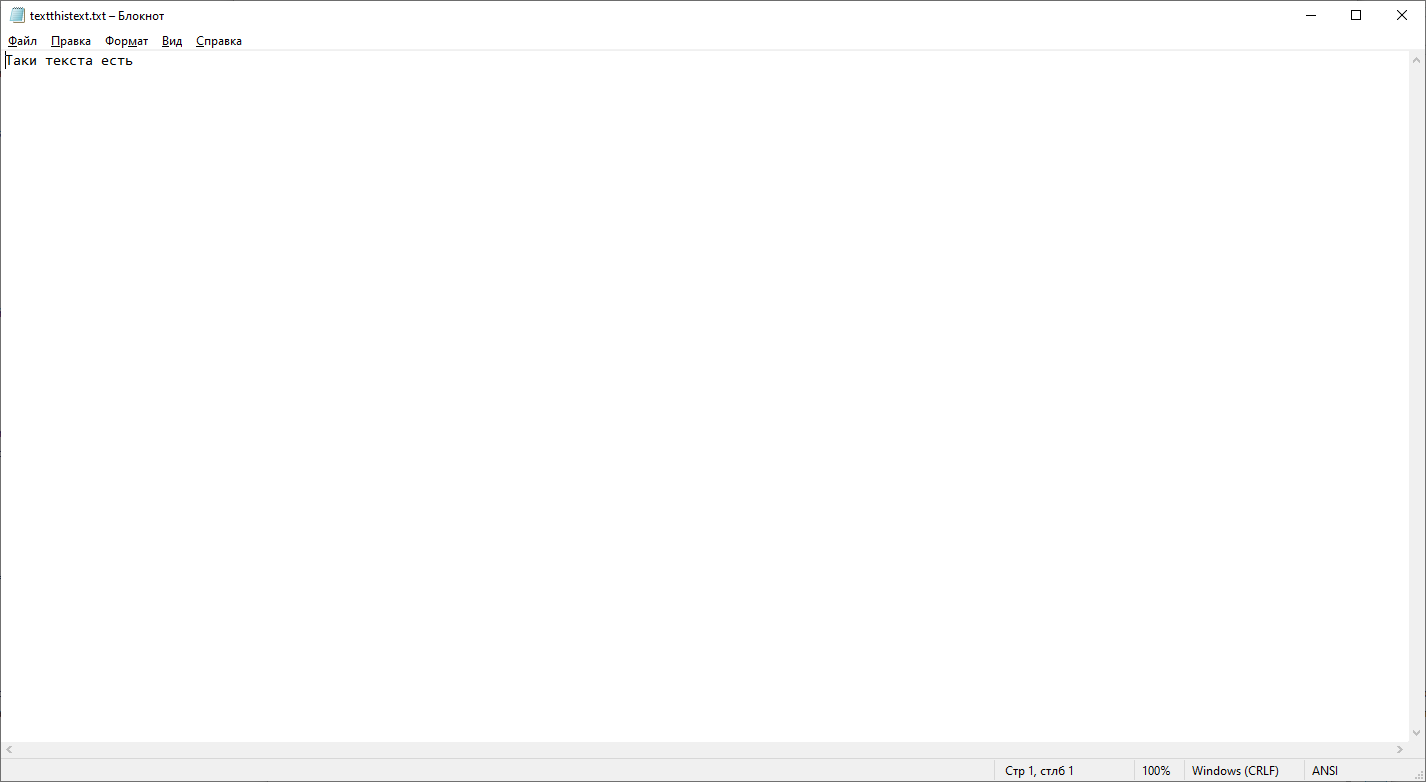 textthistext.txt – Блокнот
Файл Правка Формат Вид Справка
Таки текста есть
Стр 1, стлб 1 100% Windows (CRLF) ANSI